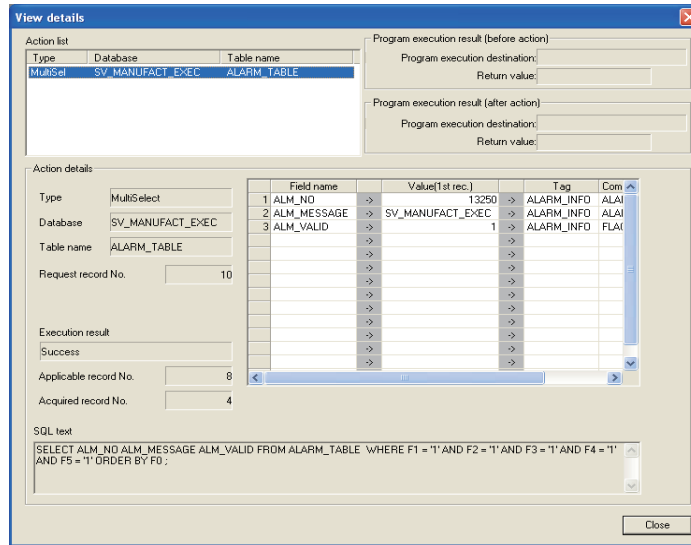 View details
Action list
Type Database Table name
MultiSel SV_MANUFACT_EXEC ALARM_TABLE
Program execution result (before action)
Program execution destination:
Return value:
Program execution result (after action)
Program execution destination:
Return value:
Action details
Type MultiSelect
Database SV_MANUFACT_EXEC
Table name ALARM_TABLE
Request record No. 10
Field name Value(1st rec.) Tag Com
1 ALM_NO -> 13250 -> ALARM_INFO ALAI
2 ALM_MESSAGE -> SV_MANUFACT_EXEC -> ALARM_INFO ALAI
3 ALM_VALID -> 1 -> ALARM_INFO FLA(
-> ->
-> ->
-> ->
-> ->
-> ->
-> ->
-> ->
-> ->
-> ->
Execution result
Success
Applicable record No. 8
Acquired record No. 4
SQL text
SELECT ALM_NO ALM_MESSAGE ALM_VALID FROM ALARM_TABLE WHERE F1 = '1' AND F2 = '1' AND F3 = '1' AND F4 = '1'
AND F5 = '1' ORDER BY F0 ;
Close